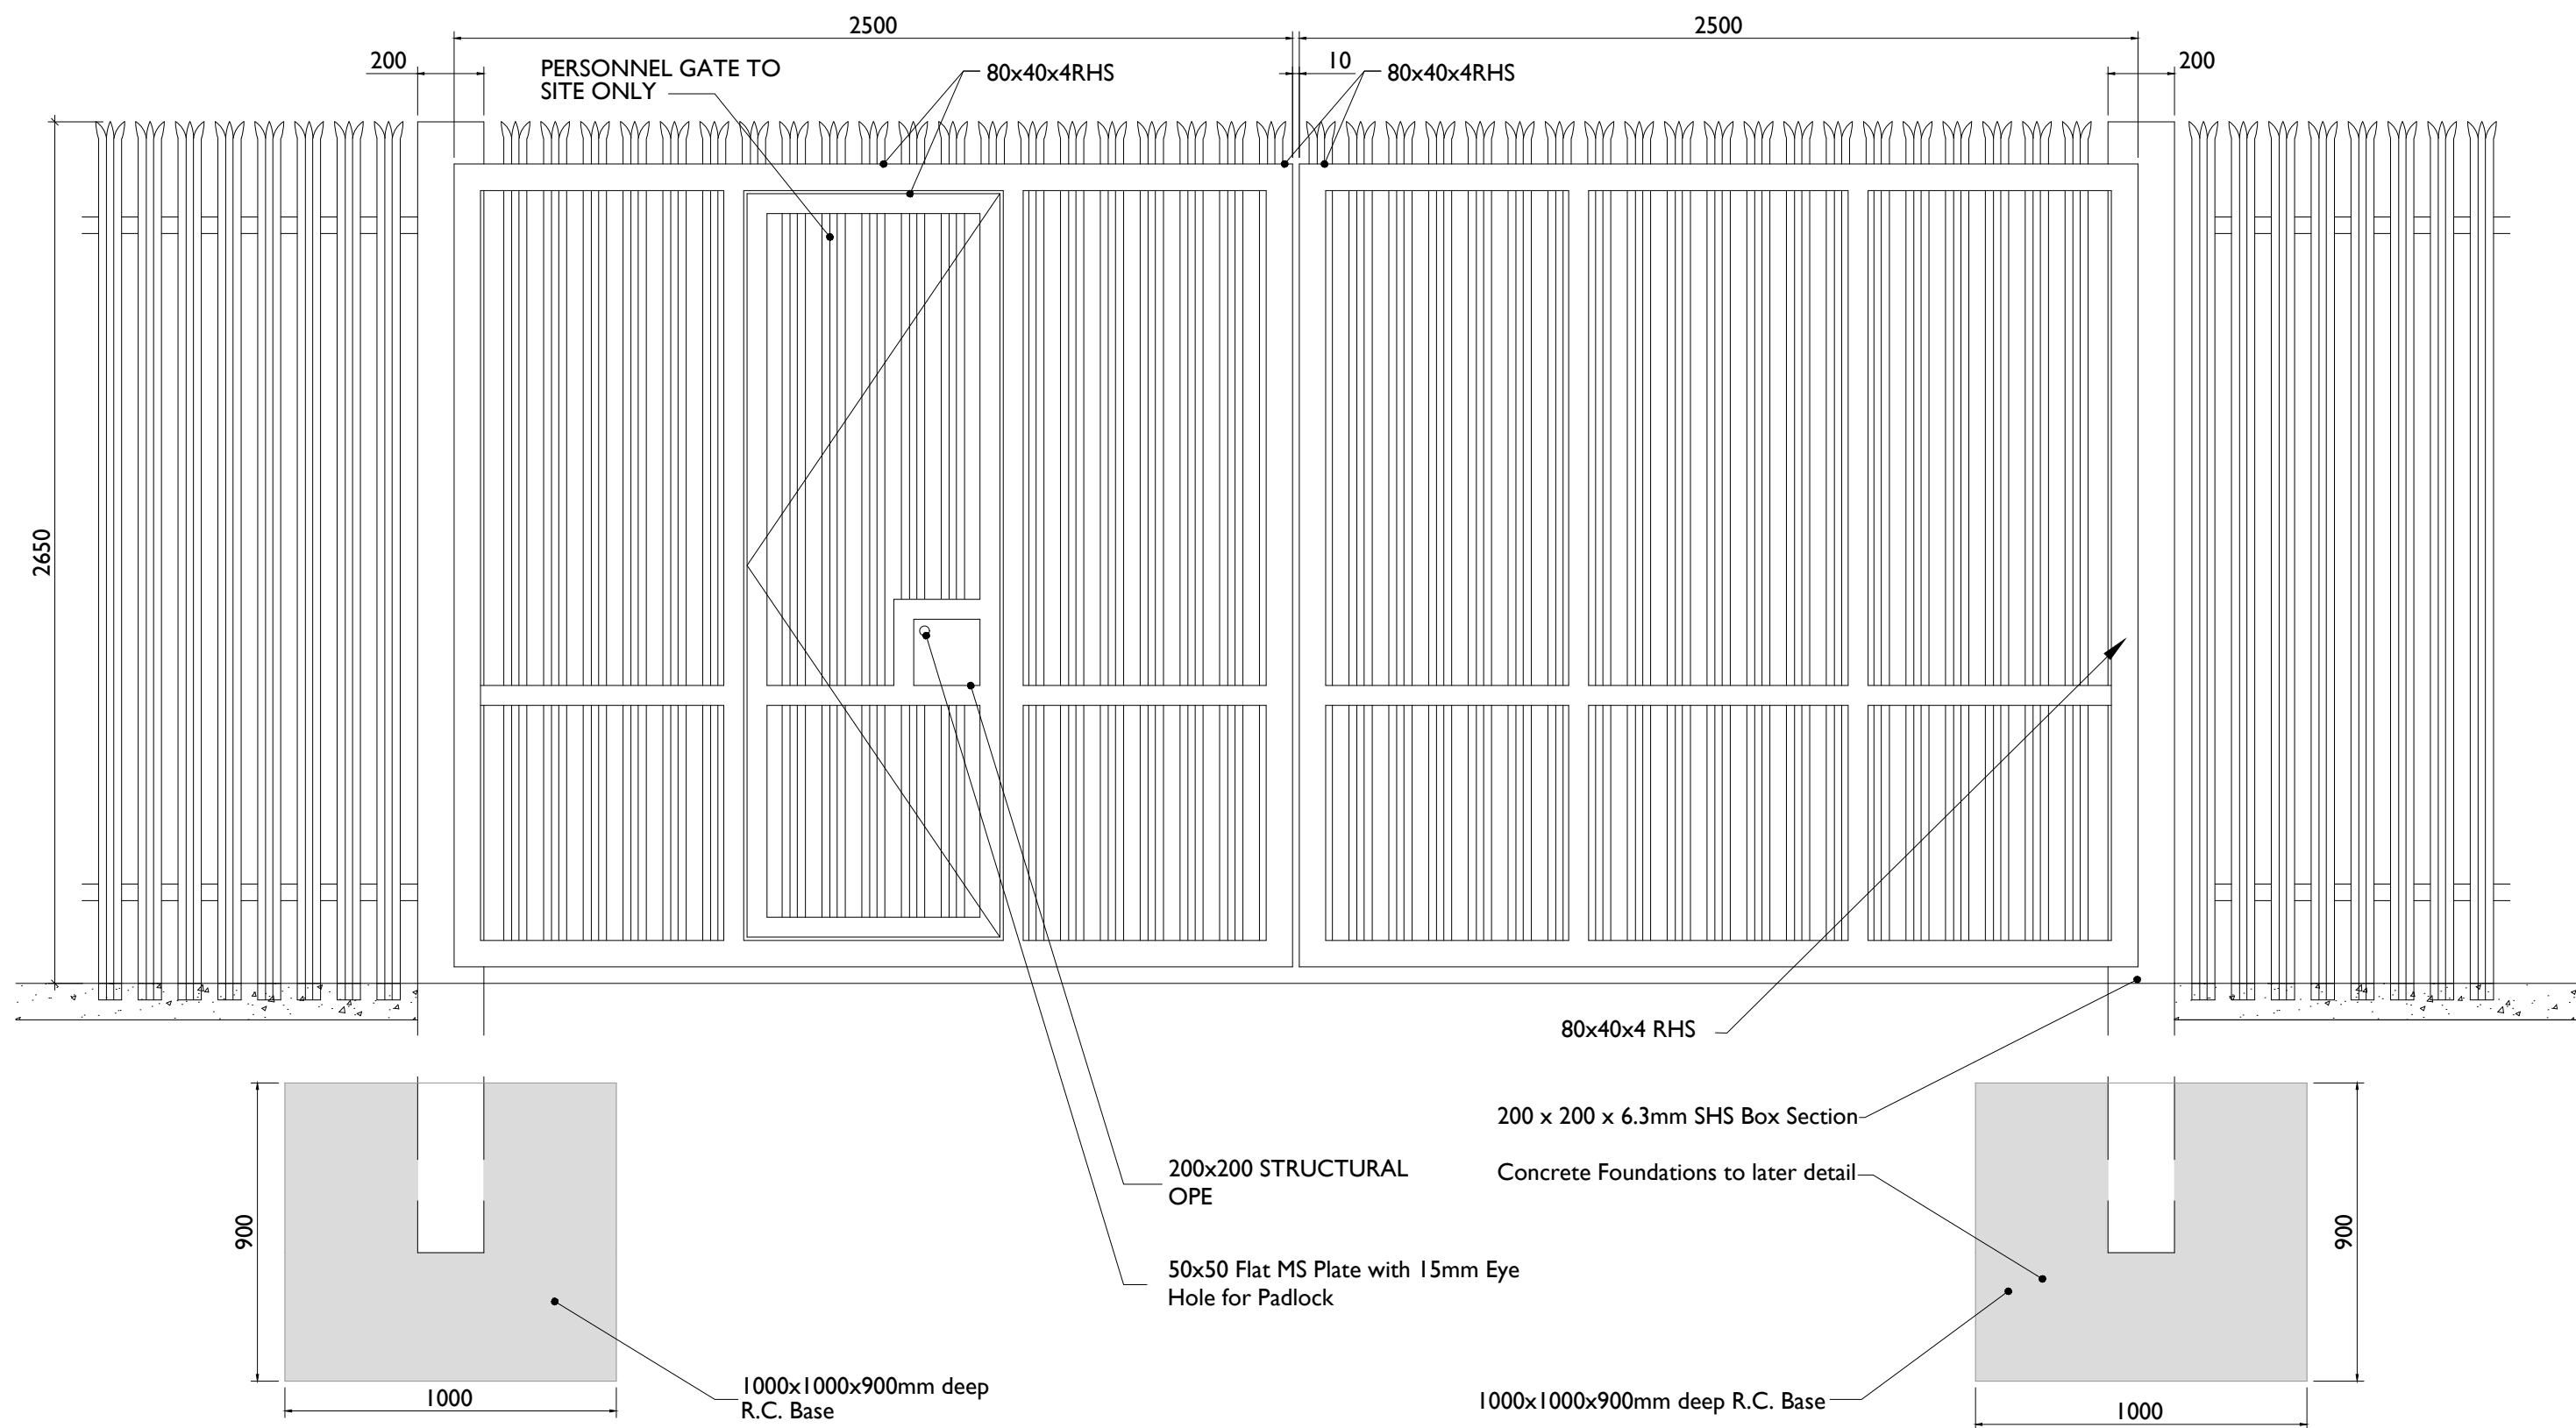 2500
2500
200
PERSONNEL GATE TO
SITE ONLY
80x40x4RHS
10
80x40x4RHS
200
2650
80x40x4 RHS
200 x 200 x 6.3mm SHS Box Section
200x200 STRUCTURAL
OPE
Concrete Foundations to later detail
900
900
50x50 Flat MS Plate with 15mm Eye
Hole for Padlock
1000x1000x900mm deep
R.C. Base
1000x1000x900mm deep R.C. Base
1000
1000